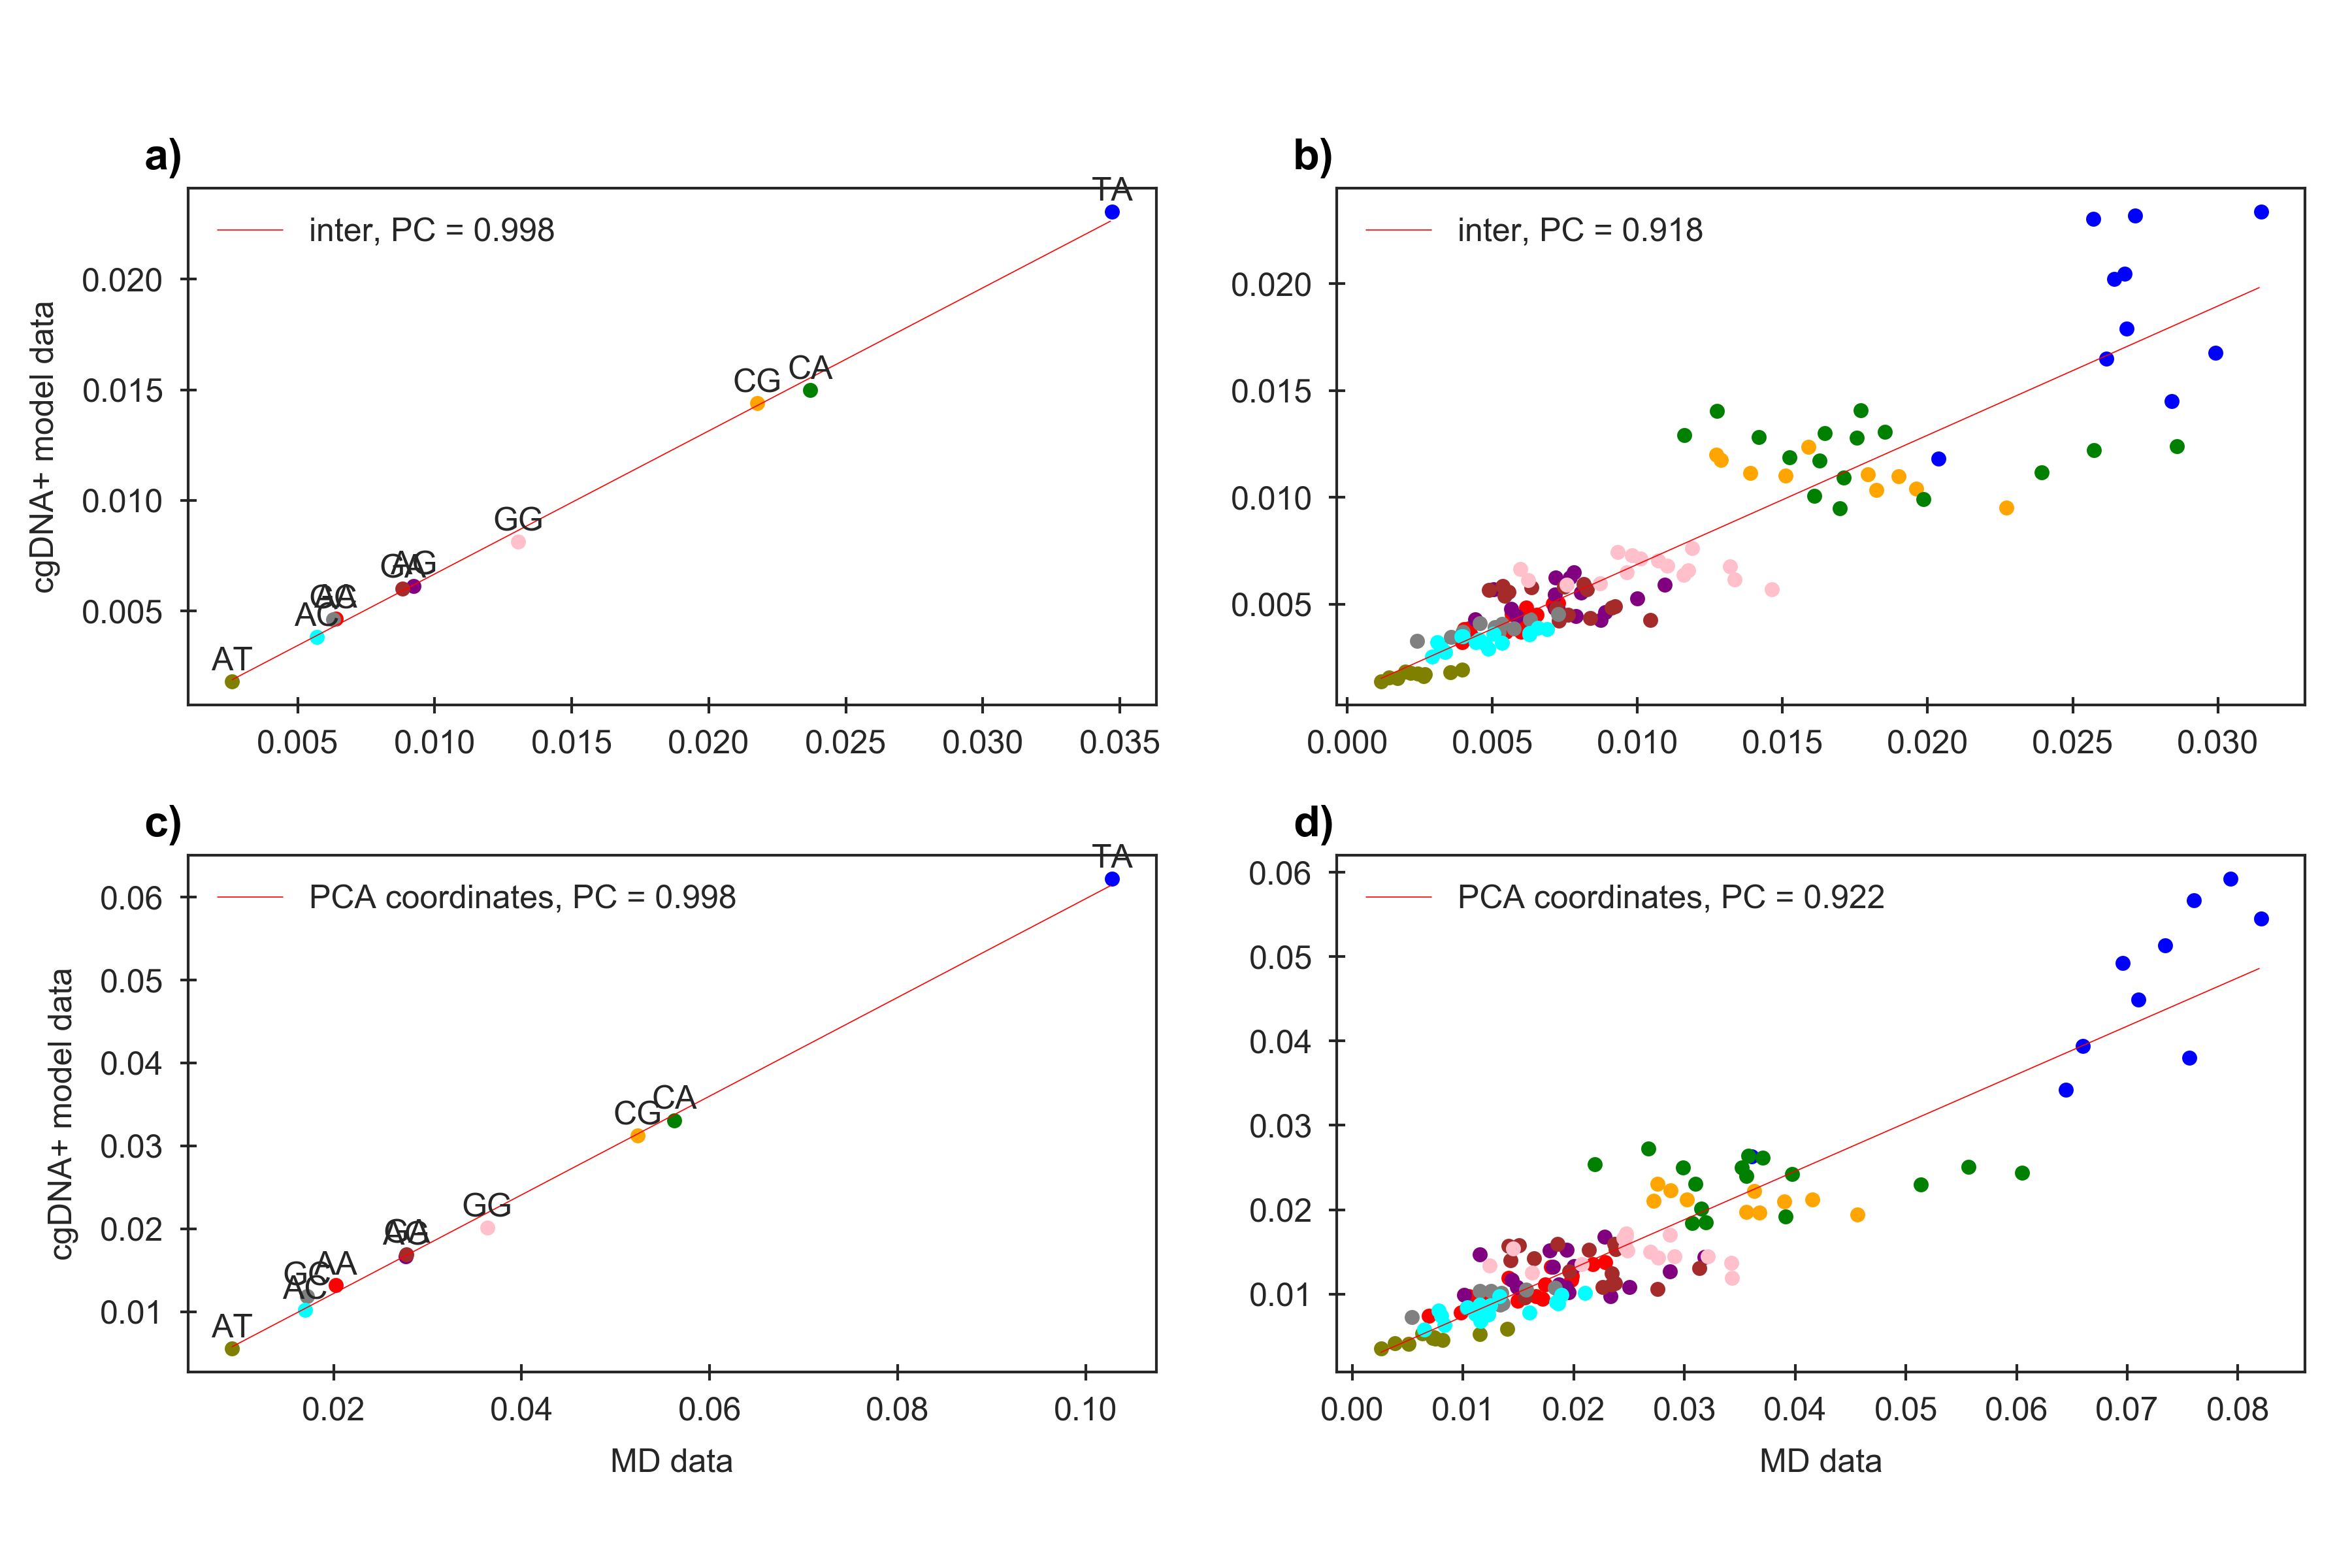 a)
TA
inter, PC = 0.998
0.020
CA
CG
0.015
cgDNA+ model data
0.010
GG
GA
AG
GC
AA
0.005
AC
AT
0.005 0.010 0.015 0.020 0.025 0.030 0.035
b)
inter, PC = 0.918
0.020
0.015
0.010
0.005
0.000 0.005 0.010 0.015 0.020 0.025 0.030
c)
TA
PCA coordinates, PC = 0.998
0.06
0.05
0.04
cgDNA+ model data
CA
CG
0.03
GG
0.02
GA
AG
AA
GC
AC
0.01
AT
0.02 0.04 0.06 0.08 0.10
MD data
d)
0.06
PCA coordinates, PC = 0.922
0.05
0.04
0.03
0.02
0.01
0.00 0.01 0.02 0.03 0.04 0.05 0.06 0.07 0.08
MD data